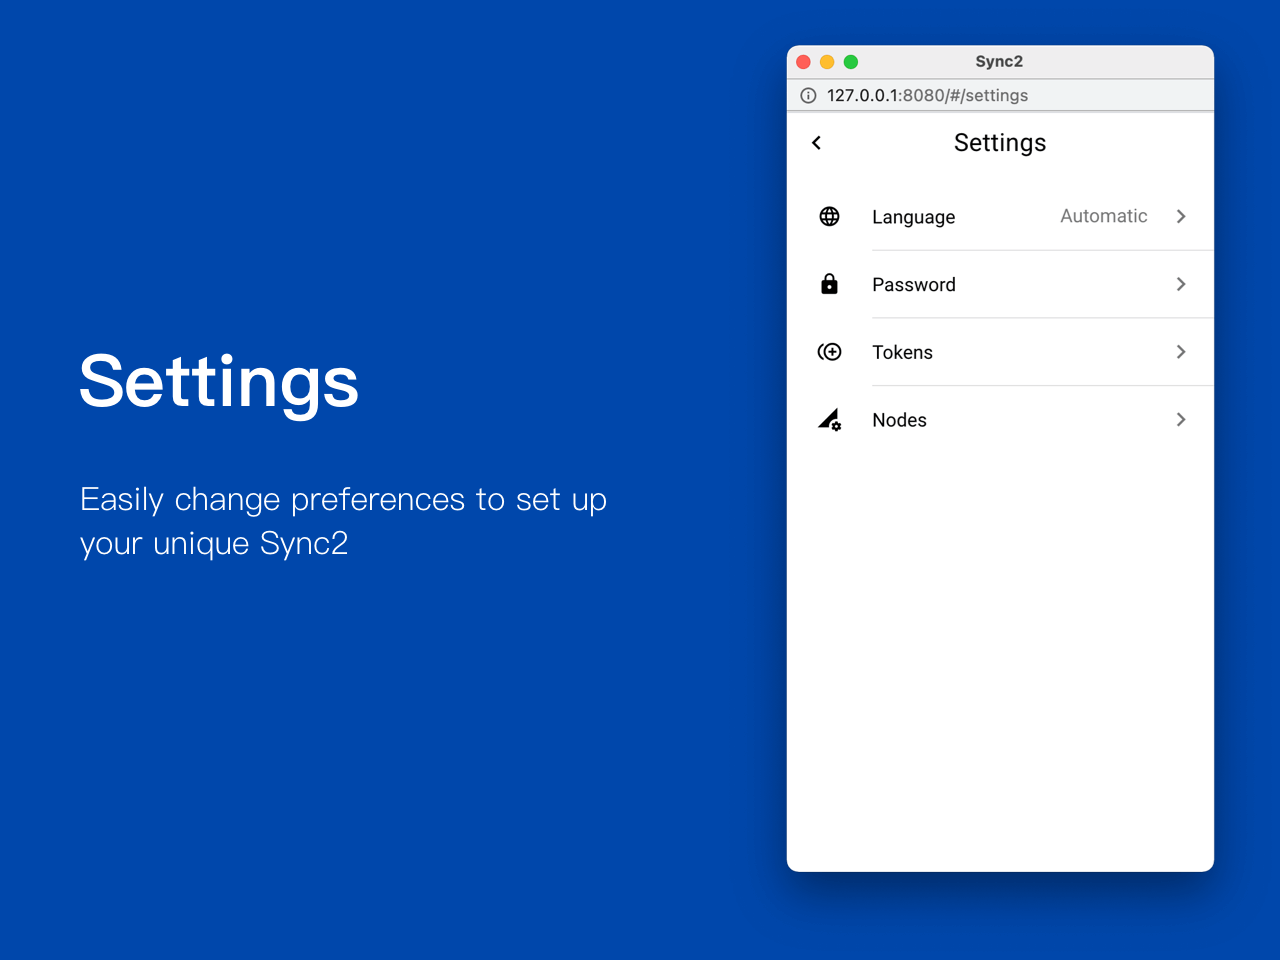 Settings
Easily change preferences to set up
your unique Sync2
Sync2
127.0.0.1:8080/#/settings
Settings
Language Automatic
Password
Tokens
Nodes